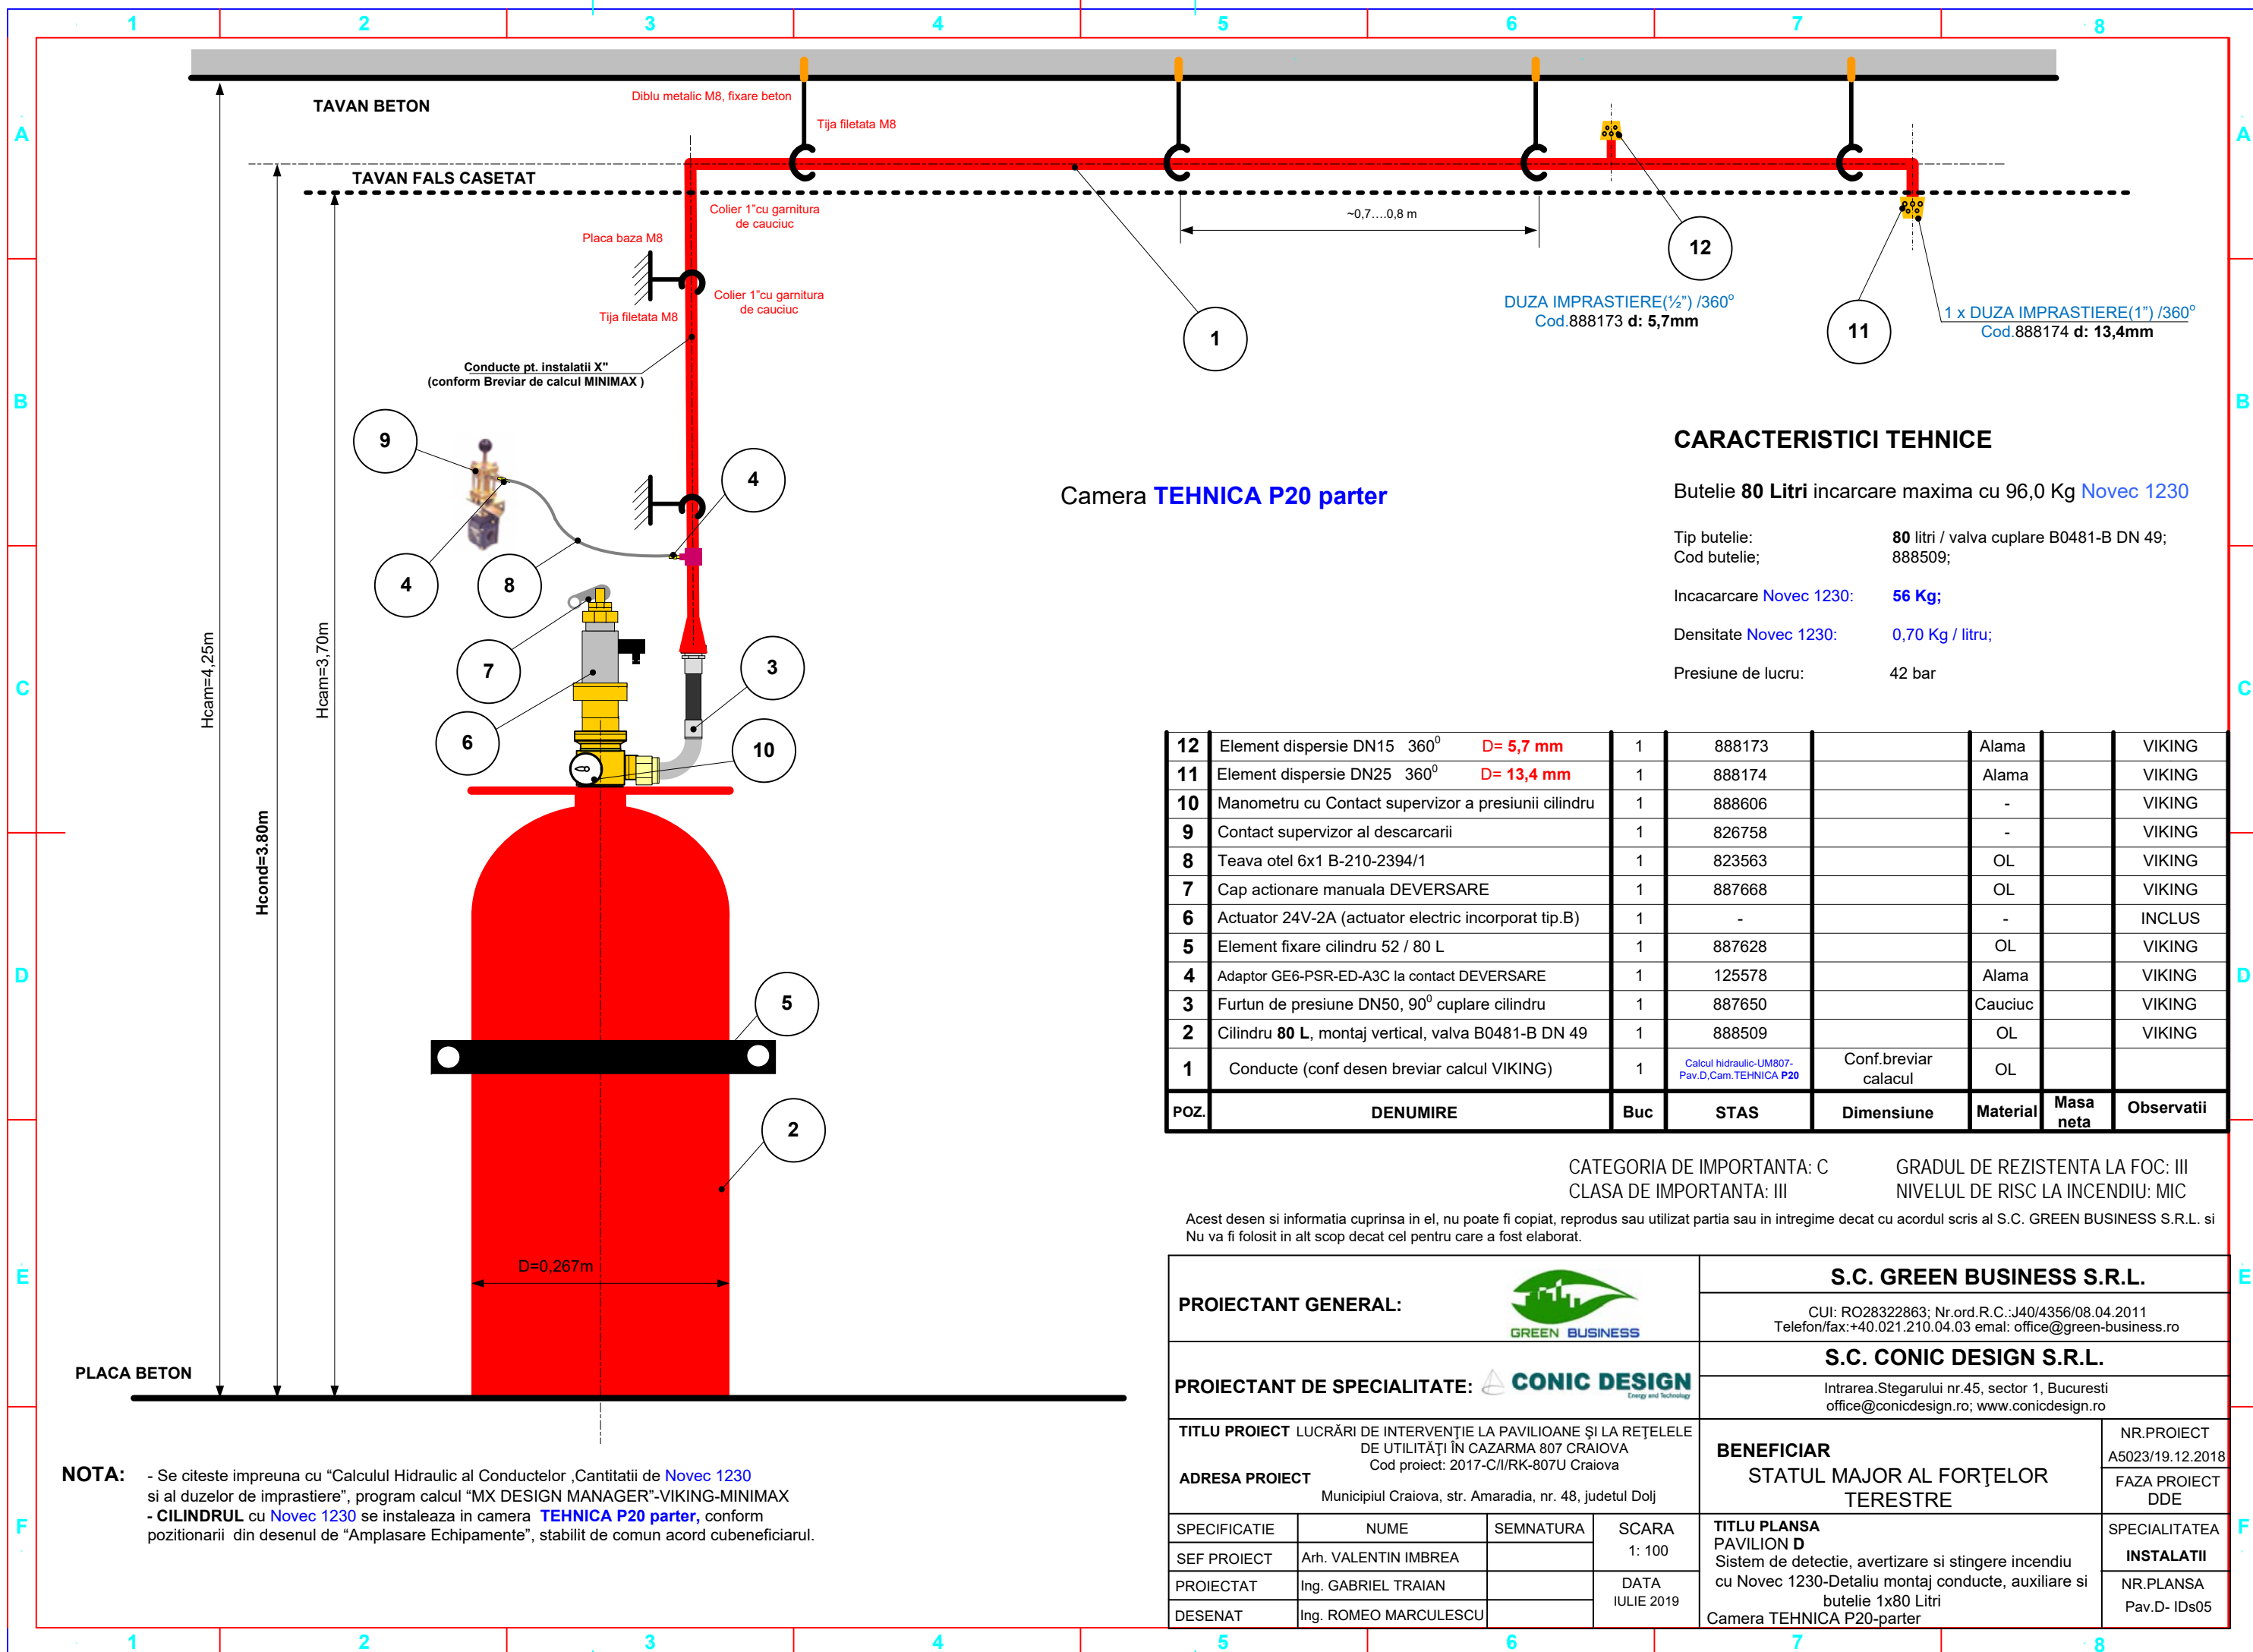 1 2 3 4 5 6 7 8
A A
B B
C C
D D
E E
F F
TAVAN BETON
Diblu metalic M8, fixare beton
Tija filetata M8
TAVAN FALS CASETAT
Colier 1”cu garnitura
de cauciuc
~0,7....0,8 m
Placa baza M8
Colier 1”cu garnitura
de cauciuc
Tija filetata M8
12
DUZA IMPRASTIERE(½”) /360⁰
Cod.888173 d: 5,7mm
11
1 x DUZA IMPRASTIERE(1”) /360⁰
Cod.888174 d: 13,4mm
1
Conducte pt. instalatii X"
(conform Breviar de calcul MINIMAX )
9
4
4
8
7
3
6
10
5
2
Hcam=4,25m
Hcond=3.80m
Hcam=3,70m
D=0,267m
PLACA BETON
Camera TEHNICA P20 parter
CARACTERISTICI TEHNICE
Butelie 80 Litri incarcare maxima cu 96,0 Kg Novec 1230
Tip butelie: 80 litri / valva cuplare B0481-B DN 49;
Cod butelie; 888509;
Incacarcare Novec 1230: 56 Kg;
Densitate Novec 1230: 0,70 Kg / litru;
Presiune de lucru: 42 bar
12 Element dispersie DN15 360⁰ D= 5,7 mm 1 888173 Alama VIKING
11 Element dispersie DN25 360⁰ D= 13,4 mm 1 888174 Alama VIKING
10 Manometru cu Contact supervizor a presiunii cilindru 1 888606 - VIKING
9 Contact supervizor al descarcarii 1 826758 - VIKING
8 Teava otel 6x1 B-210-2394/1 1 823563 OL VIKING
7 Cap actionare manuala DEVERSARE 1 887668 OL VIKING
6 Actuator 24V-2A (actuator electric incorporat tip.B) 1 - - INCLUS
5 Element fixare cilindru 52 / 80 L 1 887628 OL VIKING
4 Adaptor GE6-PSR-ED-A3C la contact DEVERSARE 1 125578 Alama VIKING
3 Furtun de presiune DN50, 90⁰ cuplare cilindru 1 887650 Cauciuc VIKING
2 Cilindru 80 L, montaj vertical, valva B0481-B DN 49 1 888509 OL VIKING
1 Conducte (conf desen breviar calcul VIKING) 1 Calcul hidraulic-UM807-
Pav.D,Cam.TEHNICA P20 Conf.breviar
calacul OL
POZ. DENUMIRE Buc STAS Dimensiune Material Masa
neta Observatii
CATEGORIA DE IMPORTANTA: C GRADUL DE REZISTENTA LA FOC: III
CLASA DE IMPORTANTA: III NIVELUL DE RISC LA INCENDIU: MIC
Acest desen si informatia cuprinsa in el, nu poate fi copiat, reprodus sau utilizat partia sau in intregime decat cu acordul scris al S.C. GREEN BUSINESS S.R.L. si
Nu va fi folosit in alt scop decat cel pentru care a fost elaborat.
PROIECTANT GENERAL:
GREEN BUSINESS
S.C. GREEN BUSINESS S.R.L.
CUI: RO28322863; Nr.ord.R.C.:J40/4356/08.04.2011
Telefon/fax:+40.021.210.04.03 emal: office@green-business.ro
PROIECTANT DE SPECIALITATE:
CONIC DESIGN
Energy and Technology
S.C. CONIC DESIGN S.R.L.
Intrarea.Stegarului nr.45, sector 1, Bucuresti
office@conicdesign.ro; www.conicdesign.ro
TITLU PROIECT LUCRĂRI DE INTERVENŢIE LA PAVILIOANE ŞI LA REŢELELE
DE UTILITĂŢI ÎN CAZARMA 807 CRAIOVA
Cod proiect: 2017-C/I/RK-807U Craiova
ADRESA PROIECT
Municipiul Craiova, str. Amaradia, nr. 48, judetul Dolj
BENEFICIAR
STATUL MAJOR AL FORŢELOR
TERESTRE
NR.PROIECT
A5023/19.12.2018
FAZA PROIECT
DDE
SPECIFICATIE NUME SEMNATURA SCARA
1: 100
SEF PROIECT Arh. VALENTIN IMBREA
PROIECTAT Ing. GABRIEL TRAIAN DATA
IULIE 2019
DESENAT Ing. ROMEO MARCULESCU
TITLU PLANSA
PAVILION D
Sistem de detectie, avertizare si stingere incendiu
cu Novec 1230-Detaliu montaj conducte, auxiliare si
butelie 1x80 Litri
Camera TEHNICA P20-parter
SPECIALITATEA
INSTALATII
NR.PLANSA
Pav.D- IDs05
NOTA: - Se citeste impreuna cu “Calculul Hidraulic al Conductelor ,Cantitatii de Novec 1230
si al duzelor de imprastiere”, program calcul “MX DESIGN MANAGER”-VIKING-MINIMAX
- CILINDRUL cu Novec 1230 se instaleaza in camera TEHNICA P20 parter, conform
pozitionarii din desenul de “Amplasare Echipamente”, stabilit de comun acord cubeneficiarul.
1 2 3 4 5 6 7 8